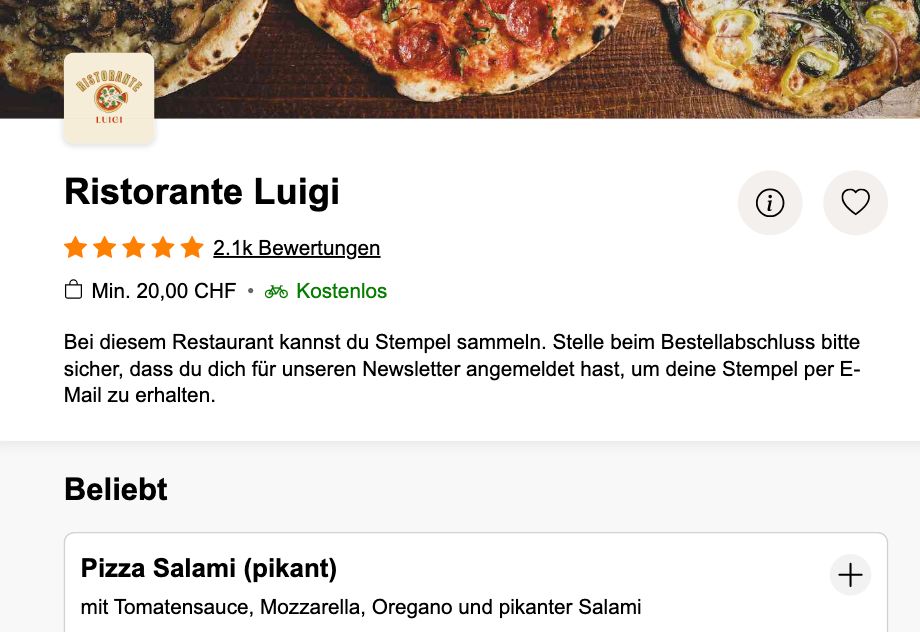 RISTORANTE
LUIGI
Ristorante Luigi
2.1k Bewertungen
Min. 20,00 CHF • Kostenlos
Bei diesem Restaurant kannst du Stempel sammeln. Stelle beim Bestellabschluss bitte
sicher, dass du dich für unseren Newsletter angemeldet hast, um deine Stempel per E-
Mail zu erhalten.
Beliebt
Pizza Salami (pikant)
mit Tomatensauce, Mozzarella, Oregano und pikanter Salami